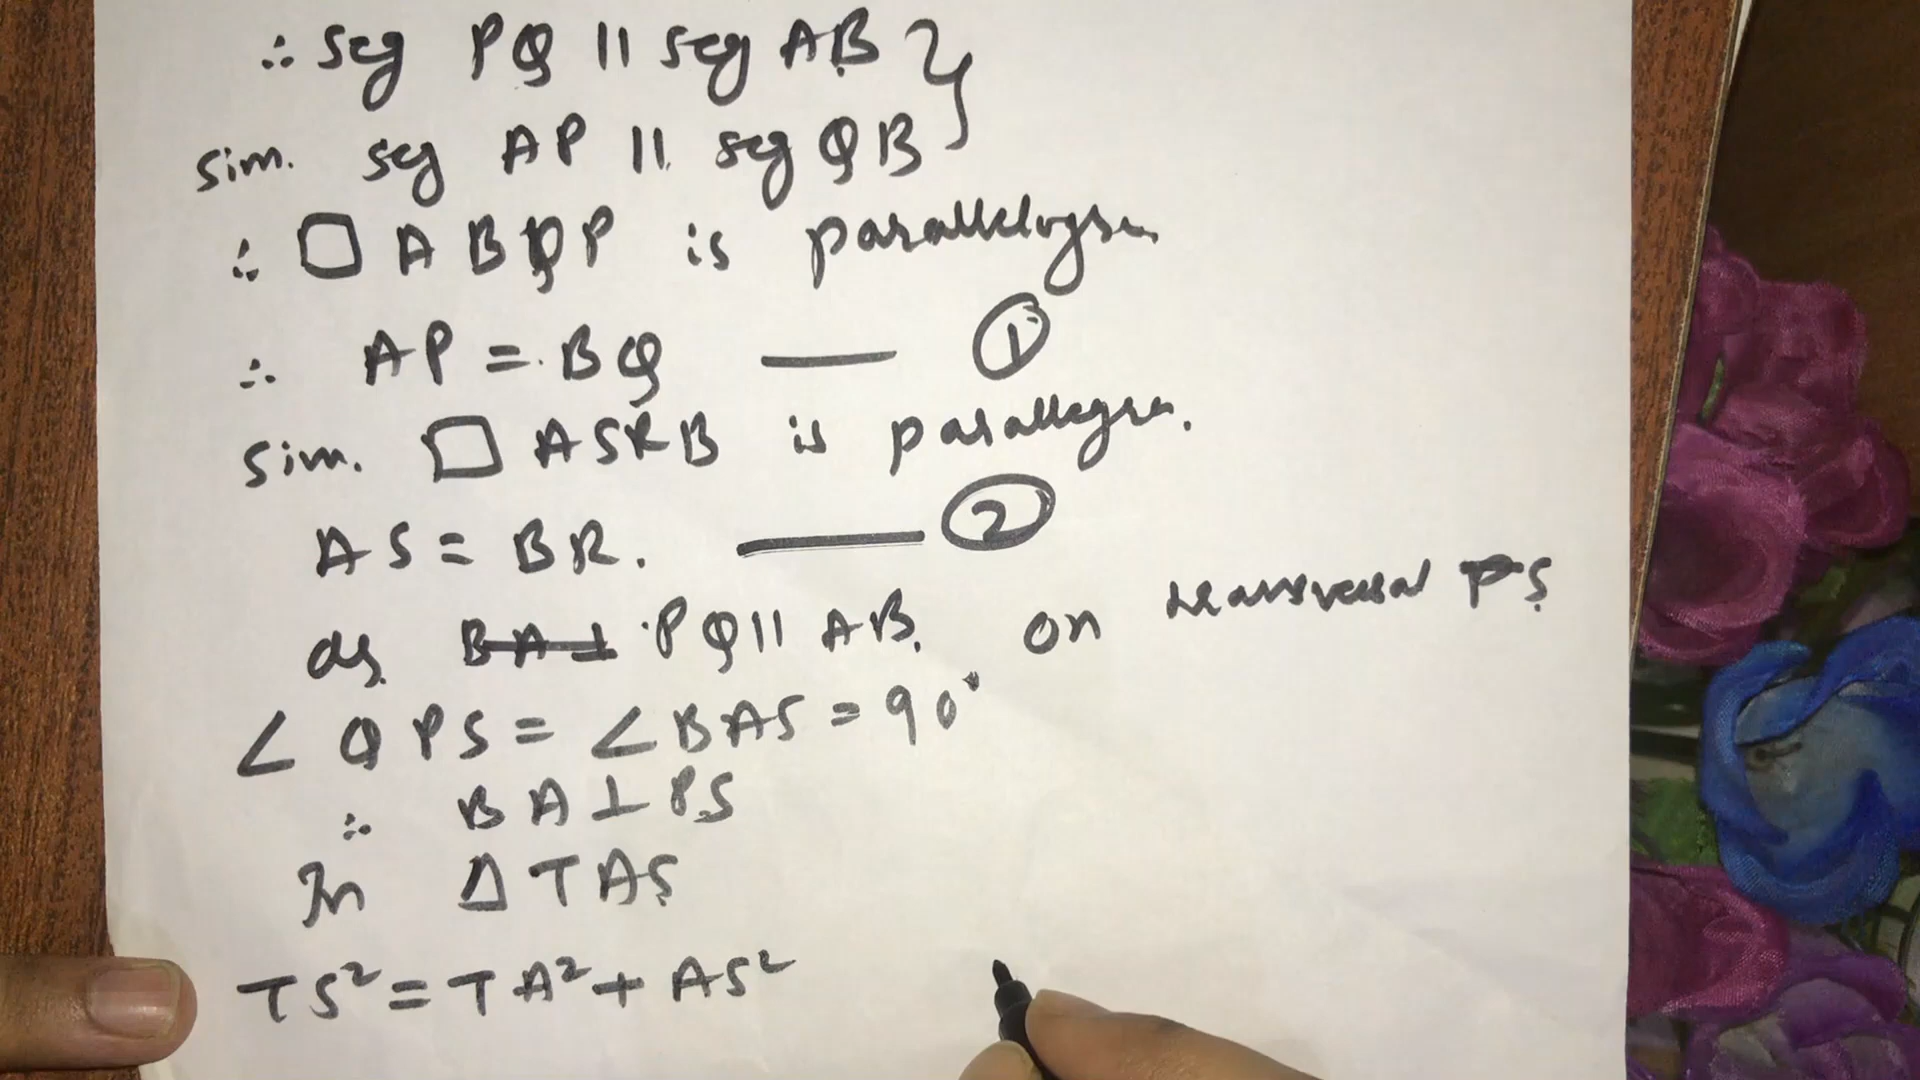 ∴ seg PQ || seg AB }
sim. seg AP || seg QB
∴ □ ABQP is parallelogram
∴ AP = BQ — ①
sim. □ ASRB is parallegra.
AS = BR. — ②
as BA⊥ PQ || AB. on transversal PS
∠QPS = ∠BAS = 90°
∴ BA ⊥ PS
In Δ TAS
TS² = TA² + AS²